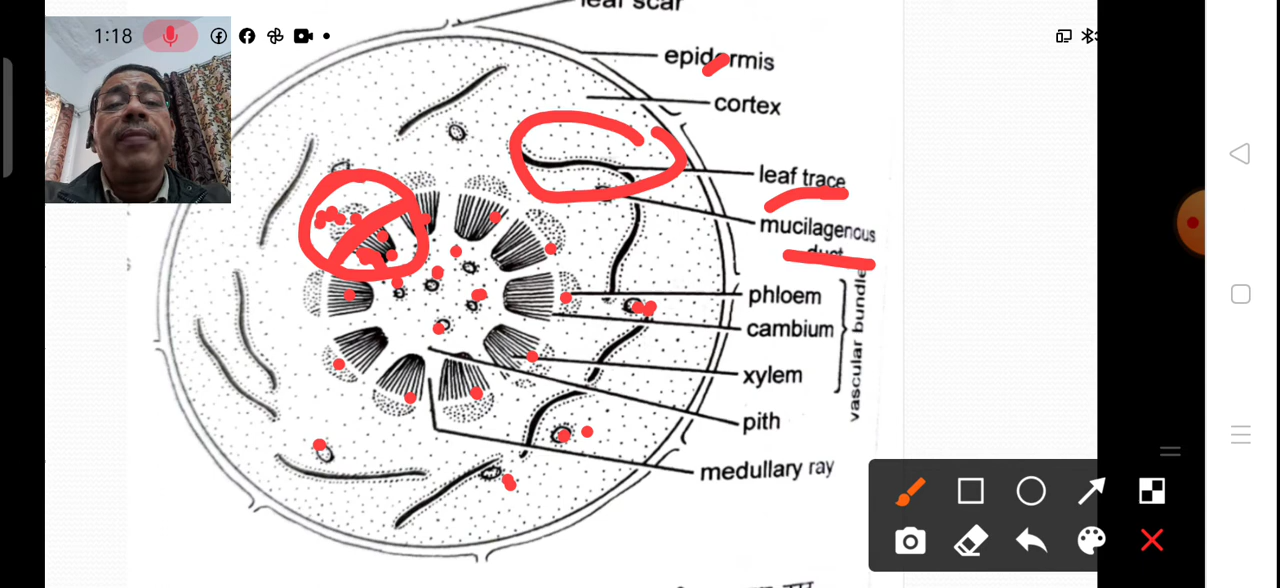 leaf scar
1:18
epidermis
cortex
leaf trace
mucilagenous
duct
phloem
cambium
xylem
vascular bundle
pith
medullary ray